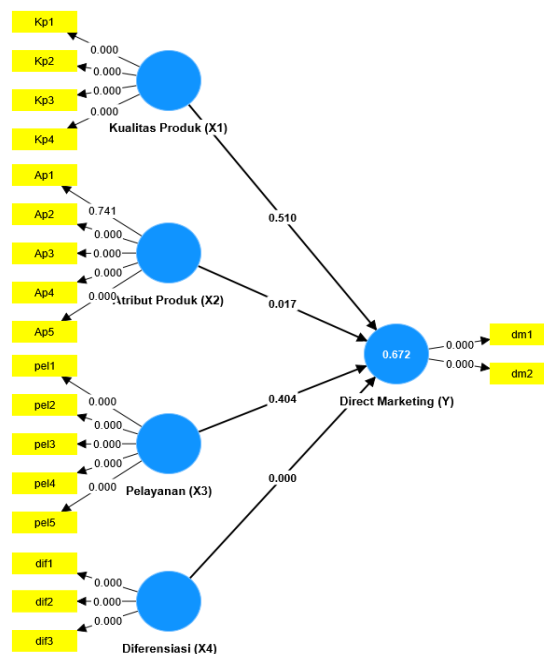 Kp1
0.000
Kp2
0.000
Kp3
0.000
Kp4
0.000
Kualitas Produk (X1)
Ap1
0.741
Ap2
0.000
Ap3
0.000
Ap4
0.000
Ap5
0.000
Atribut Produk (X2)
0.510
0.017
pel1
0.000
pel2
0.000
pel3
0.000
pel4
0.000
pel5
0.000
Pelayanan (X3)
0.404
0.672
Direct Marketing (Y)
0.000
dm1
0.000
dm2
0.000
dif1
0.000
dif2
0.000
dif3
0.000
Diferensiasi (X4)